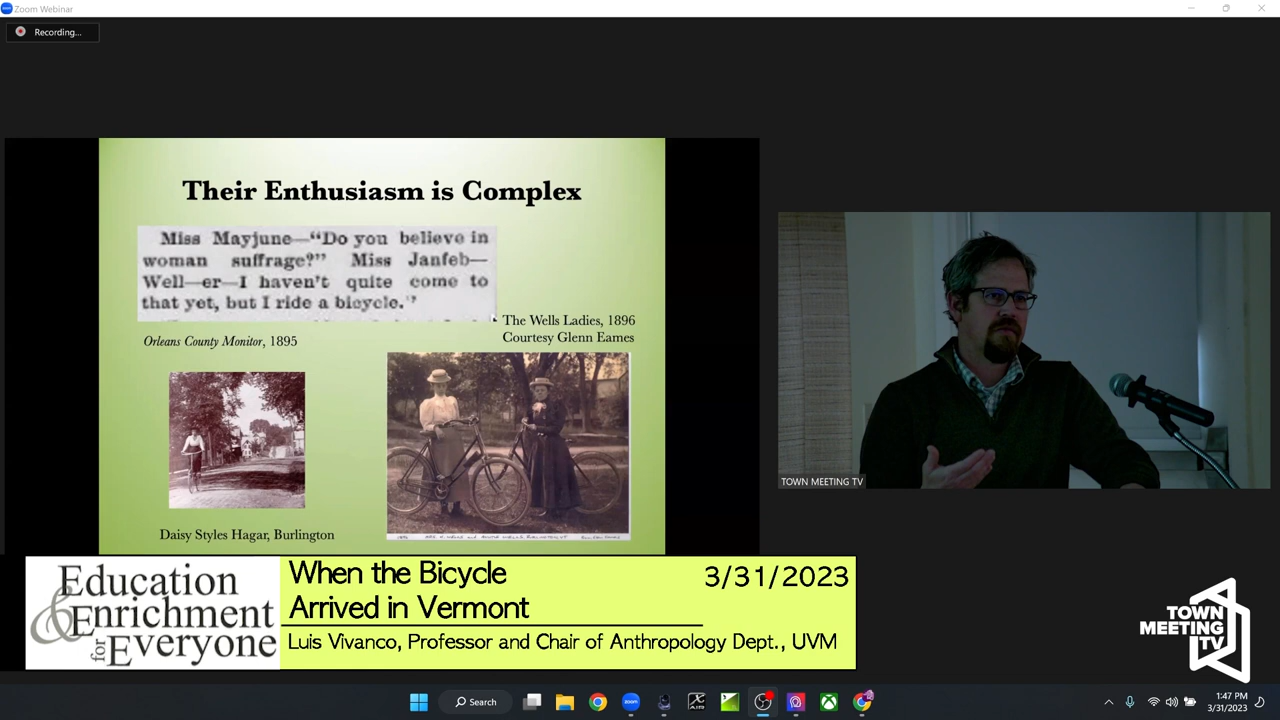 Zoom Webinar
Recording...
Their Enthusiasm is Complex
Miss Mayjune—"Do you believe in
woman suffrage?" Miss Janfeb—
Well—er—I haven't quite come to
that yet, but I ride a bicycle."
The Wells Ladies, 1896
Courtesy Glenn Eames
Orleans County Monitor, 1895
Daisy Styles Hagar, Burlington
1896
TOWN MEETING TV
Education
& Enrichment
for Everyone
When the Bicycle
Arrived in Vermont
3/31/2023
Luis Vivanco, Professor and Chair of Anthropology Dept., UVM
TOWN
MEETING
TV
Search
zoom
1:47 PM
3/31/2023